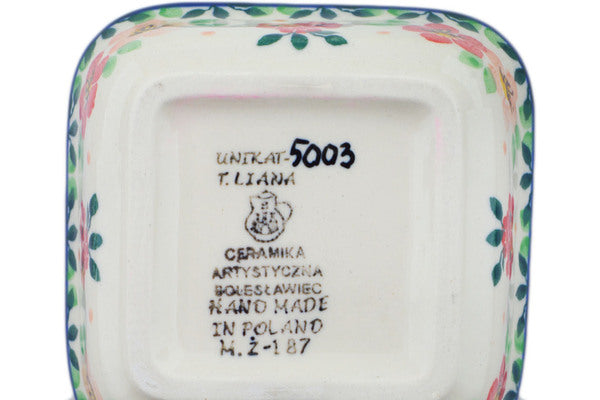 UNIKAT-5003
T. LIANA
CERAMIKA
ARTYSTYCZNA
BOLESŁAWIEC
HAND MADE
IN POLAND
M.Ż-187